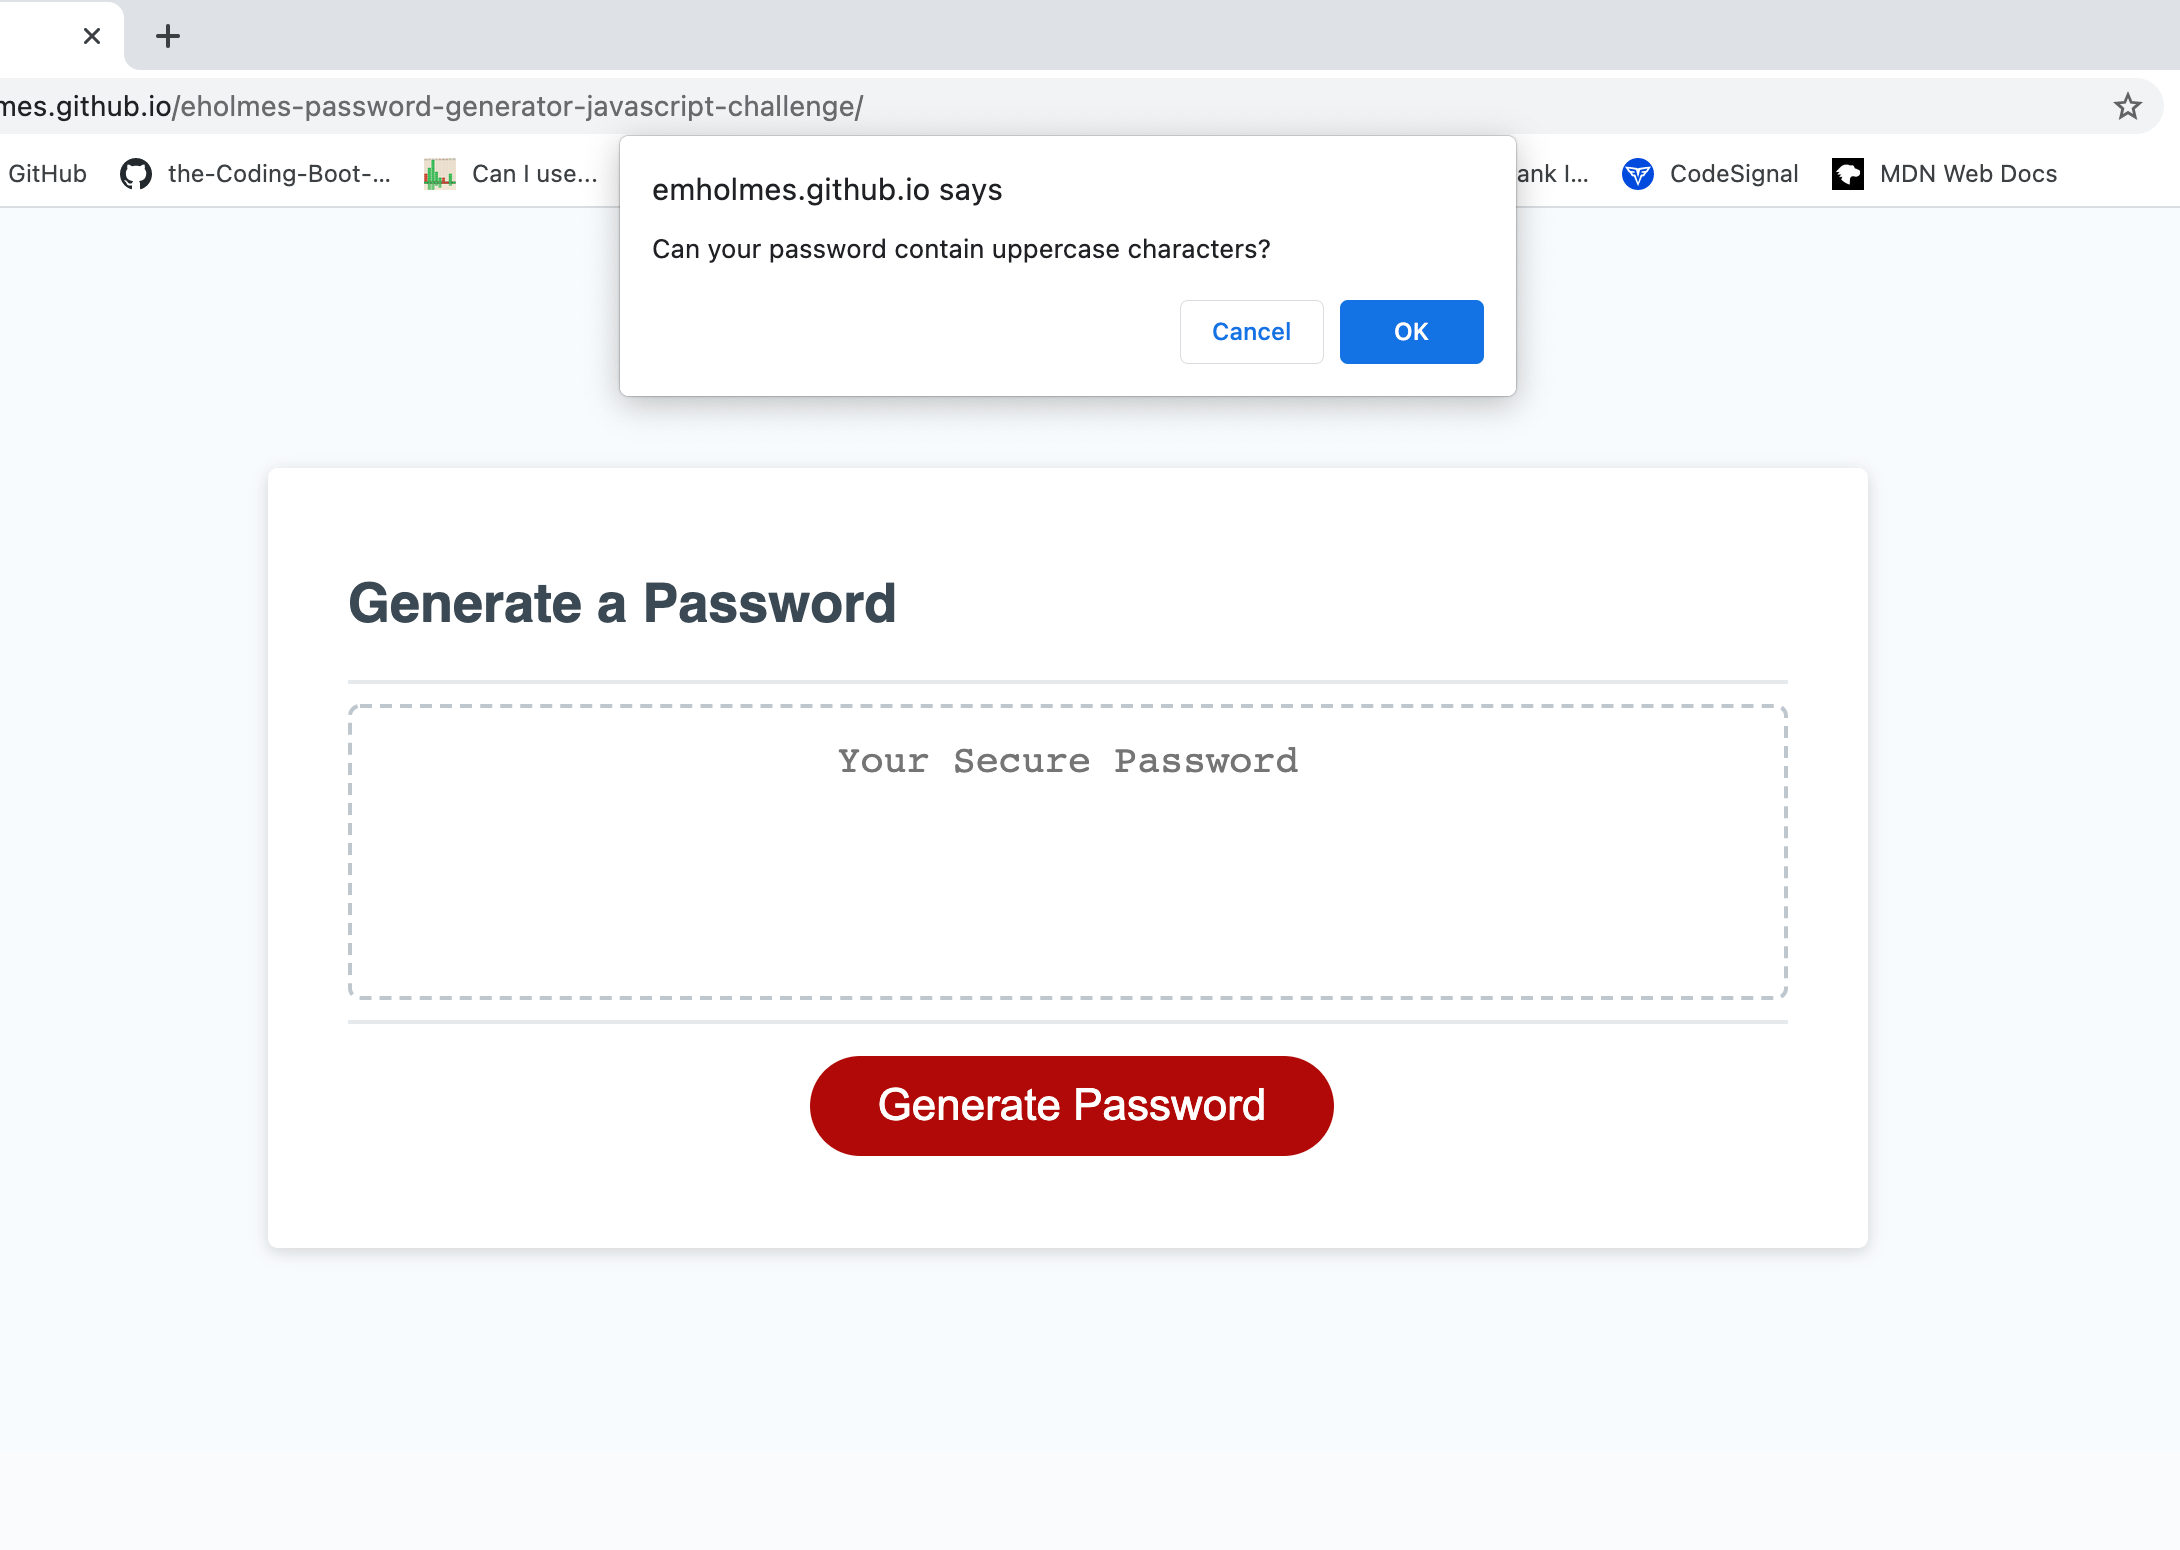 mes.github.io/eholmes-password-generator-javascript-challenge/
GitHub the-Coding-Boot-... Can I use... ank I... CodeSignal MDN Web Docs
emholmes.github.io says
Can your password contain uppercase characters?
Cancel OK
Generate a Password
Your Secure Password
Generate Password